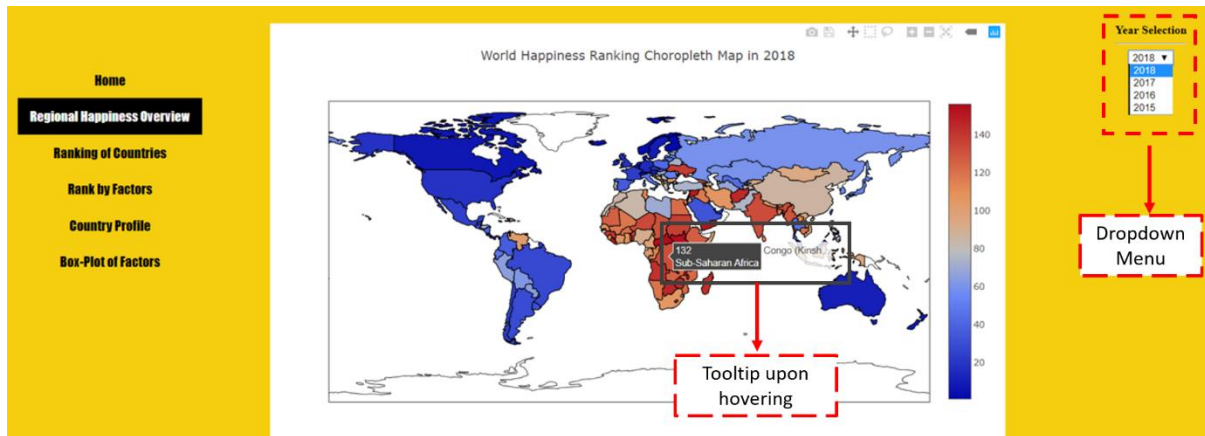 Year Selection
2018
2018
2017
2016
2015
World Happiness Ranking Choropleth Map in 2018
Home
Regional Happiness Overview
Ranking of Countries
Rank by Factors
Country Profile
Box-Plot of Factors
140
120
100
80
60
40
20
132
Sub-Saharan Africa
Congo (Kinsh
Dropdown
Menu
Tooltip upon
hovering